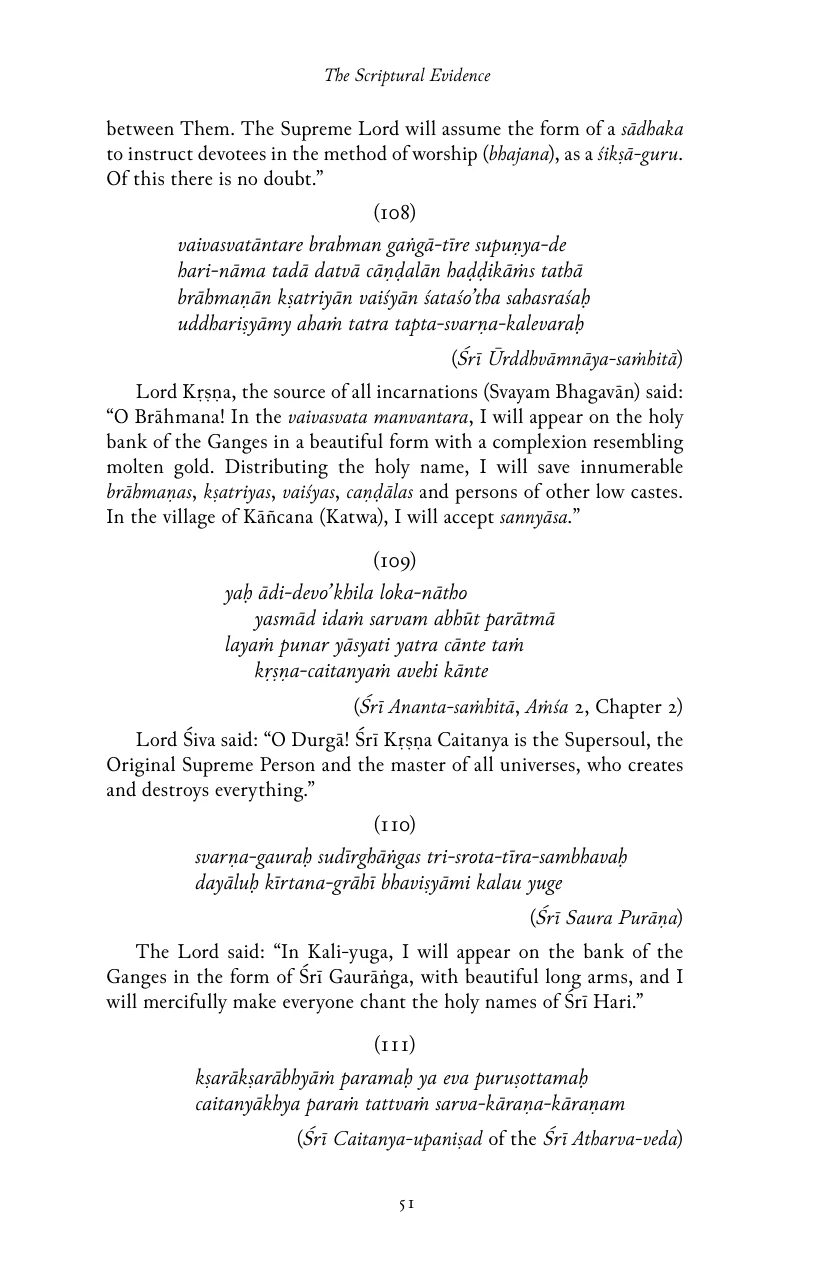 The Scriptural Evidence
between Them. The Supreme Lord will assume the form of a sādhaka
to instruct devotees in the method of worship (bhajana), as a śikṣā-guru.
Of this there is no doubt.”
(108)
vaivasvatāntare brahman gaṅgā-tīre supuṇya-de
hari-nāma tadā datvā cāṇḍalān haḍḍikāṁs tathā
brāhmaṇān kṣatriyān vaiśyān śataśo’tha sahasraśaḥ
uddhariṣyāmy ahaṁ tatra tapta-svarṇa-kalevaraḥ
(Śrī Ūrddhvāmnāya-saṁhitā)
Lord Kṛṣṇa, the source of all incarnations (Svayam Bhagavān) said:
“O Brāhmana! In the vaivasvata manvantara, I will appear on the holy
bank of the Ganges in a beautiful form with a complexion resembling
molten gold. Distributing the holy name, I will save innumerable
brāhmaṇas, kṣatriyas, vaiśyas, caṇḍālas and persons of other low castes.
In the village of Kāñcana (Katwa), I will accept sannyāsa.”
(109)
yaḥ ādi-devo’khila loka-nātho
yasmād idaṁ sarvam abhūt parātmā
layaṁ punar yāsyati yatra cānte taṁ
kṛṣṇa-caitanyaṁ avehi kānte
(Śrī Ananta-saṁhitā, Aṁśa 2, Chapter 2)
Lord Śiva said: “O Durgā! Śrī Kṛṣṇa Caitanya is the Supersoul, the
Original Supreme Person and the master of all universes, who creates
and destroys everything.”
(110)
svarṇa-gauraḥ sudīrghāṅgas tri-srota-tīra-sambhavaḥ
dayāluḥ kīrtana-grāhī bhaviṣyāmi kalau yuge
(Śrī Saura Purāṇa)
The Lord said: “In Kali-yuga, I will appear on the bank of the
Ganges in the form of Śrī Gaurāṅga, with beautiful long arms, and I
will mercifully make everyone chant the holy names of Śrī Hari.”
(111)
kṣarākṣarābhyāṁ paramaḥ ya eva puruṣottamaḥ
caitanyākhya paraṁ tattvaṁ sarva-kāraṇa-kāraṇam
(Śrī Caitanya-upaniṣad of the Śrī Atharva-veda)
51